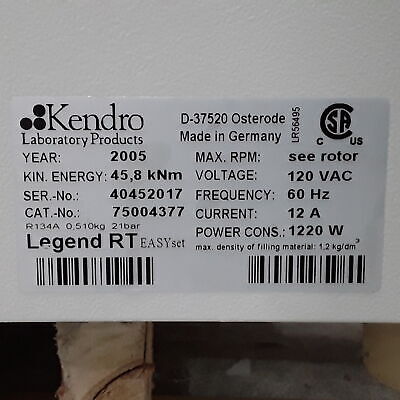 Kendro
Laboratory Products
D-37520 Osterode
Made in Germany
LR56495
C US
YEAR: 2005
MAX. RPM: see rotor
KIN. ENERGY: 45,8 kNm
VOLTAGE: 120 VAC
SER.-No.: 40452017
FREQUENCY: 60 Hz
CAT.-No.: 75004377
CURRENT: 12 A
R134A 0,510kg 21bar
POWER CONS.: 1220 W
Legend RT EASYset
max. density of filling material: 1,2 kg/dm³